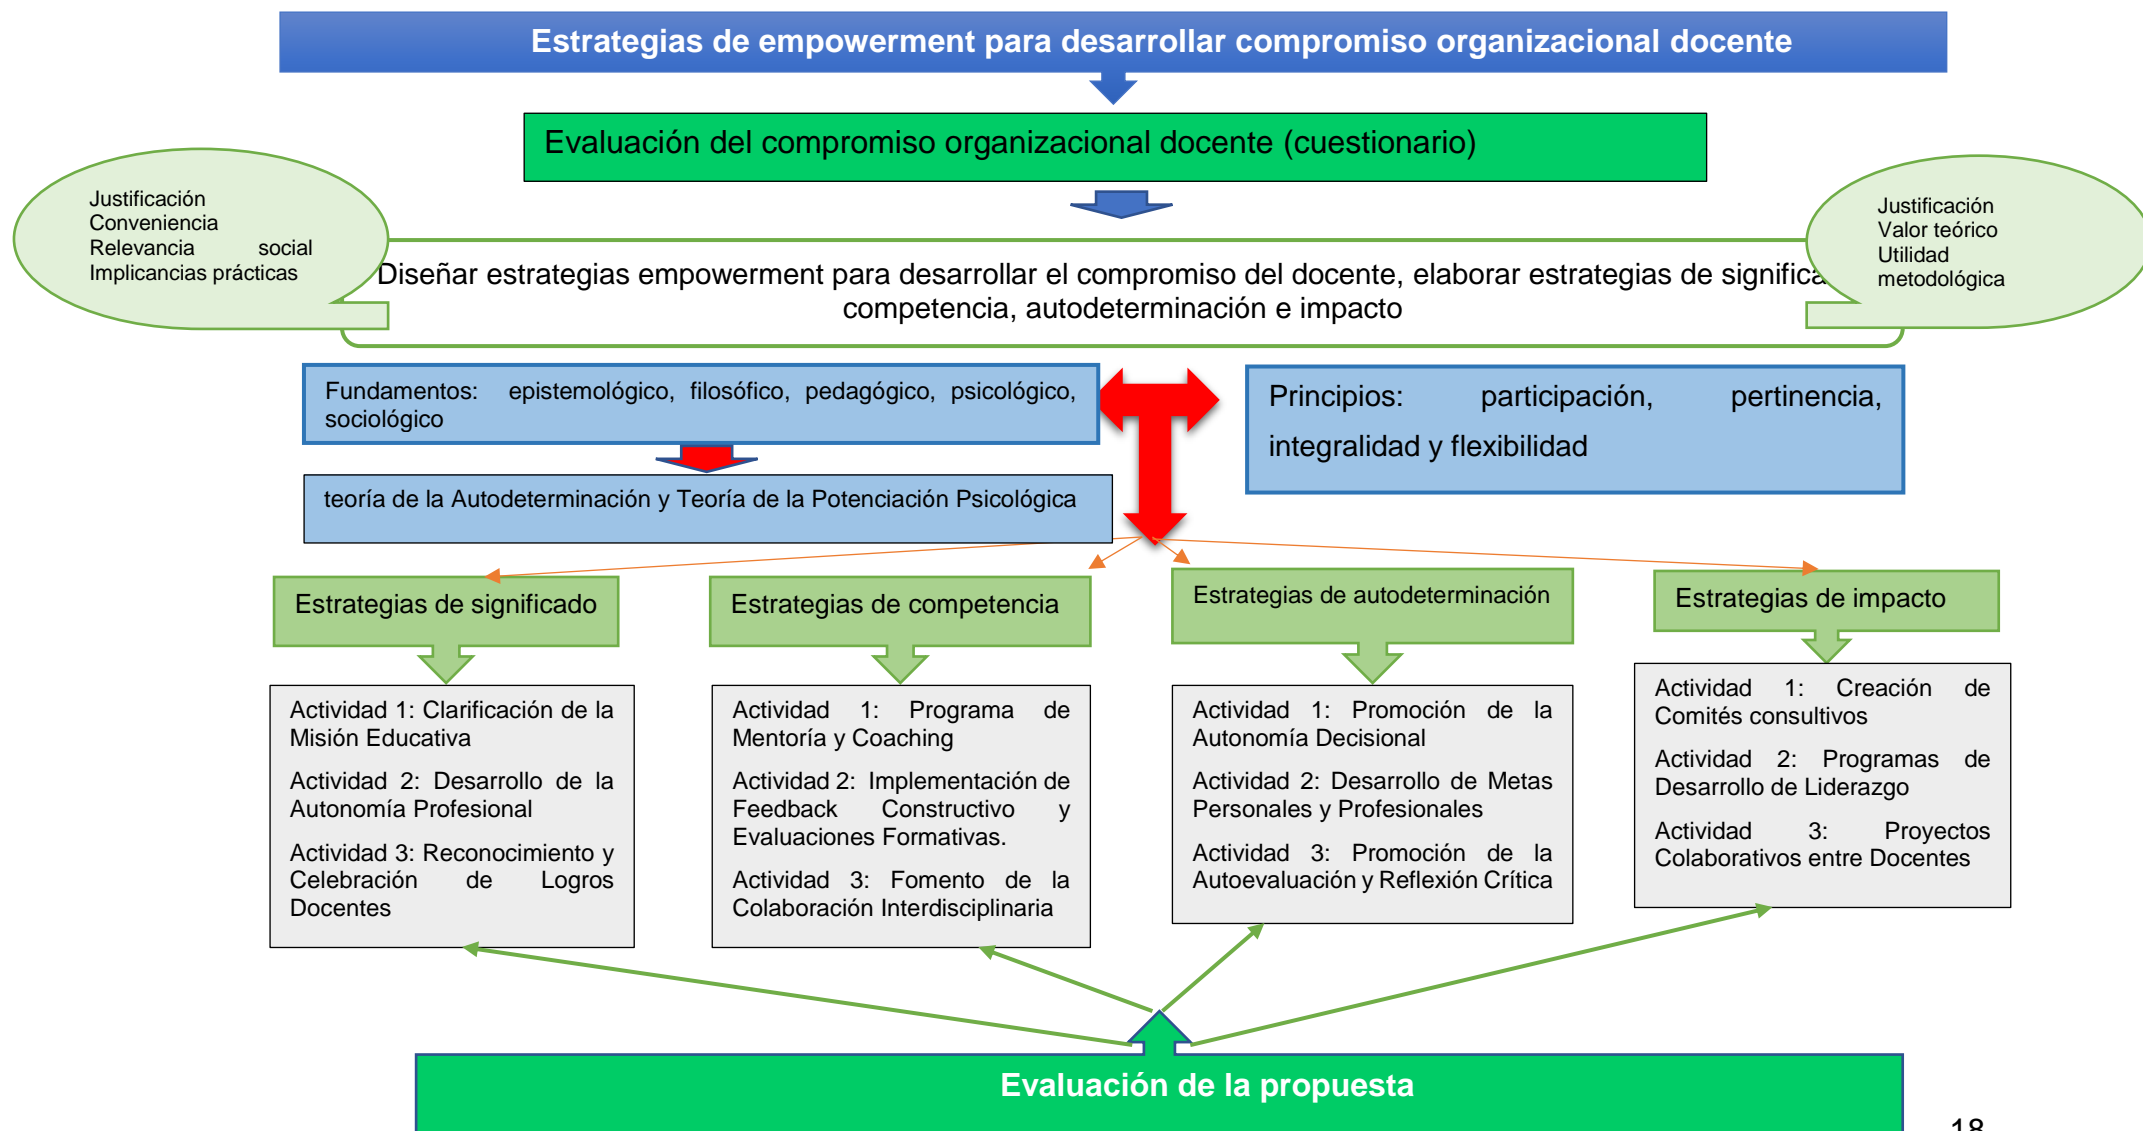 Estrategias de empowerment para desarrollar compromiso organizacional docente
Evaluación del compromiso organizacional docente (cuestionario)
Justificación
Conveniencia
Relevancia social
Implicancias prácticas
Justificación
Valor teórico
Utilidad
metodológica
Diseñar estrategias empowerment para desarrollar el compromiso del docente, elaborar estrategias de
competencia, autodeterminación e impacto
Fundamentos: epistemológico, filosófico, pedagógico, psicológico,
sociológico
Principios: participación, pertinencia,
integralidad y flexibilidad
teoría de la Autodeterminación y Teoría de la Potenciación Psicológica
Estrategias de significado
Actividad 1: Clarificación de la
Misión Educativa
Actividad 2: Desarrollo de la
Autonomía Profesional
Actividad 3: Reconocimiento y
Celebración de Logros
Docentes
Estrategias de competencia
Actividad 1: Programa de
Mentoría y Coaching
Actividad 2: Implementación de
Feedback Constructivo y
Evaluaciones Formativas.
Actividad 3: Fomento de la
Colaboración Interdisciplinaria
Estrategias de autodeterminación
Actividad 1: Promoción de la
Autonomía Decisional
Actividad 2: Desarrollo de Metas
Personales y Profesionales
Actividad 3: Promoción de la
Autoevaluación y Reflexión Crítica
Estrategias de impacto
Actividad 1: Creación de
Comités consultivos
Actividad 2: Programas de
Desarrollo de Liderazgo
Actividad 3: Proyectos
Colaborativos entre Docentes
Evaluación de la propuesta
18